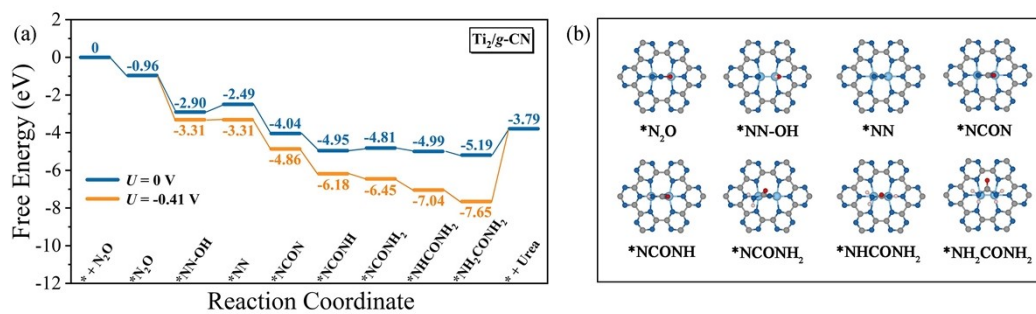 (a)
Ti₂/g-CN
Free Energy (eV)
2
0
-2
-4
-6
-8
-10
-12
0
-0.96
-2.90
-2.49
-4.04
-4.95
-4.81
-4.99
-5.19
-3.79
-3.31
-3.31
-4.86
-6.18
-6.45
-7.04
-7.65
U = 0 V
U = -0.41 V
* + N₂O
*N₂O
*NN-OH
*NN
*NCON
*NCONH
*NCONH₂
*NHCONH₂
*NH₂CONH₂
* + Urea
Reaction Coordinate
(b)
*N₂O *NN-OH *NN *NCON
*NCONH *NCONH₂ *NHCONH₂ *NH₂CONH₂